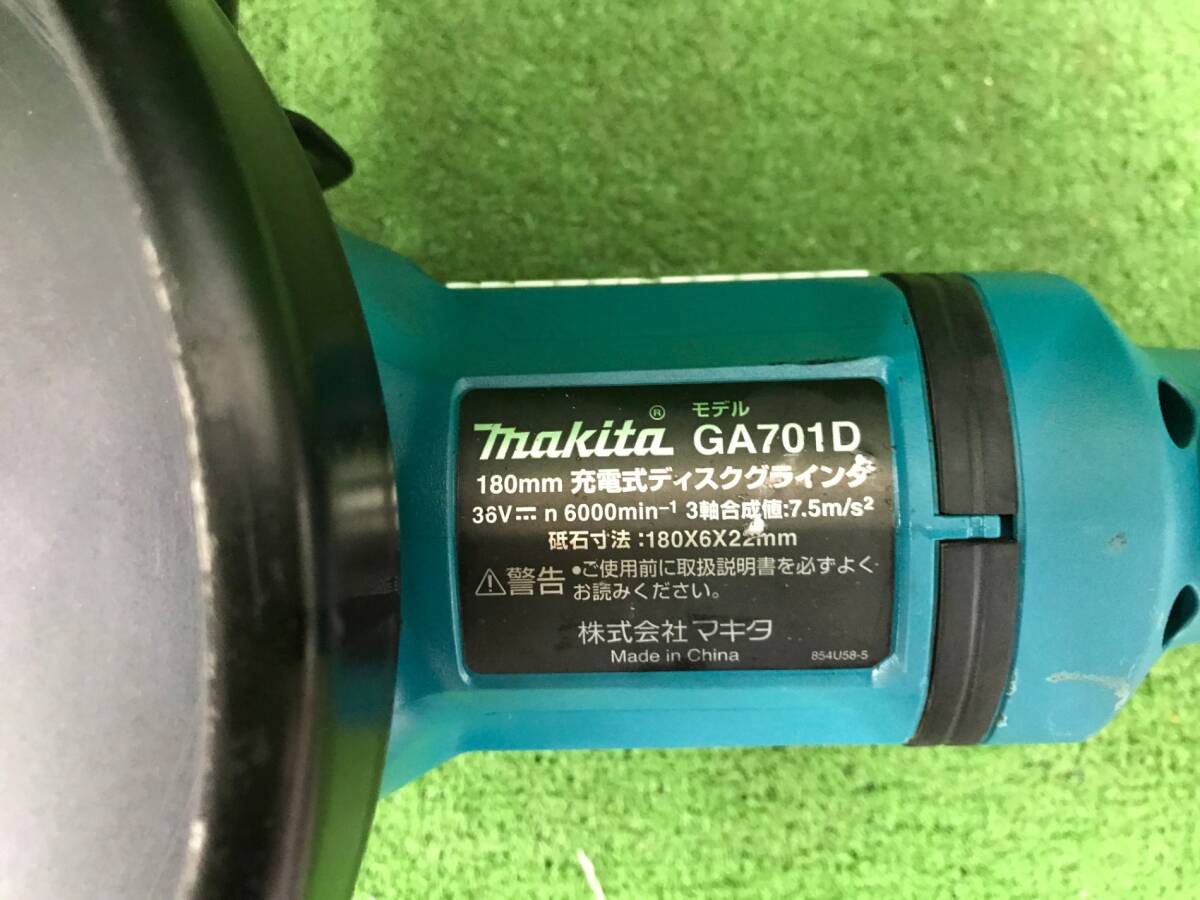 makita® モデル GA701D
180mm 充電式ディスクグラインダ
36V⎓ n 6000min⁻¹ 3軸合成値:7.5m/s²
砥石寸法:180X6X22mm
⚠警告 •ご使用前に取扱説明書を必ずよく
お読みください。
株式会社 マキタ
Made in China 854U58-5